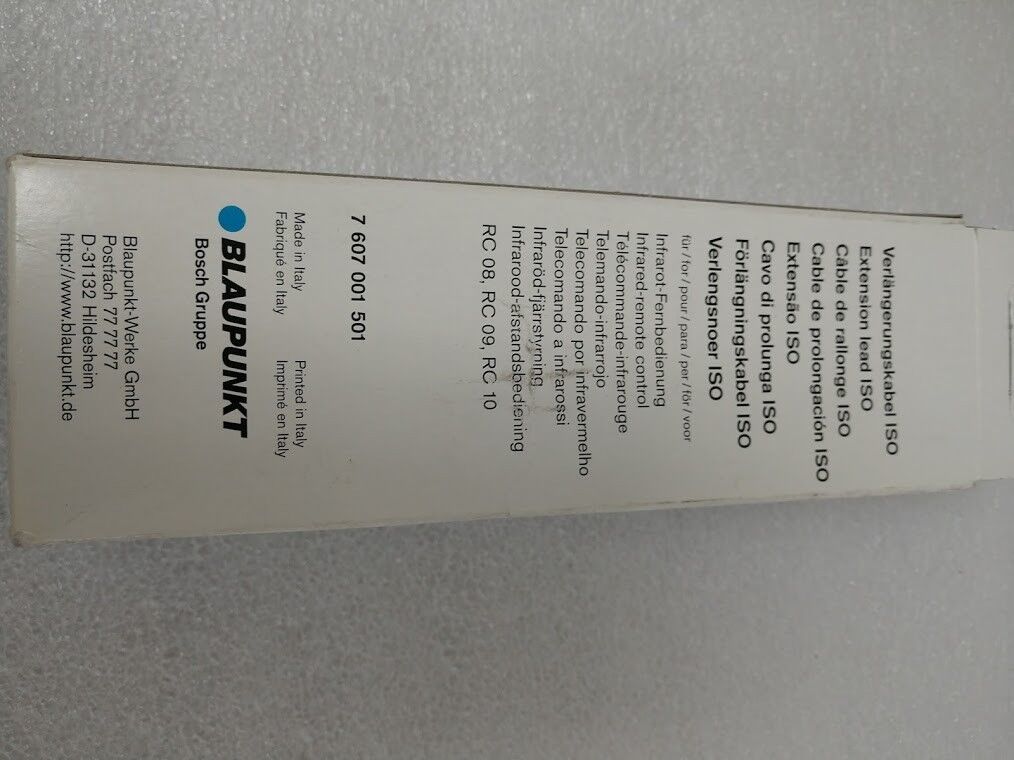 Verlängerungskabel ISO
Extension lead ISO
Câble de rallonge ISO
Cable de prolongación ISO
Extensão ISO
Cavo di prolunga ISO
Förlängningskabel ISO
Verlengsnoer ISO
für / for / pour / para / per / för / voor
Infrarot-Fernbedienung
Infrared-remote control
Télécommande-infrarouge
Telemando-infrarrojo
Telecomando por infravermelho
Telecomando a infrarossi
Infraröd-fjärrstyrning
Infrarood-afstandsbediening
RC 08, RC 09, RC 10
7 607 001 501
Made in Italy Printed in Italy
Fabriqué en Italy Imprimé en Italy
BLAUPUNKT
Bosch Gruppe
Blaupunkt-Werke GmbH
Postfach 77 77 77
D-31132 Hildesheim
http://www.blaupunkt.de